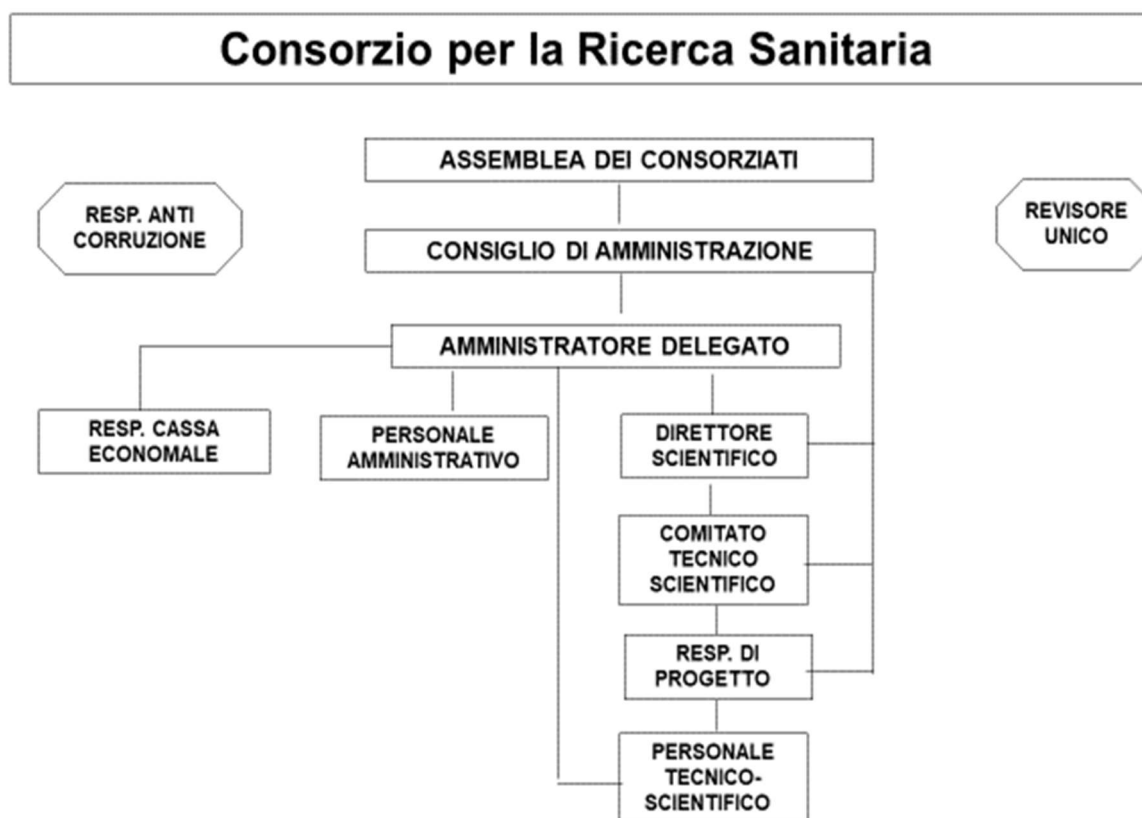 Consorzio per la Ricerca Sanitaria
ASSEMBLEA DEI CONSORZIATI
RESP. ANTI
CORRUZIONE
REVISORE
UNICO
CONSIGLIO DI AMMINISTRAZIONE
AMMINISTRATORE DELEGATO
RESP. CASSA
ECONOMALE
PERSONALE
AMMINISTRATIVO
DIRETTORE
SCIENTIFICO
COMITATO
TECNICO
SCIENTIFICO
RESP. DI
PROGETTO
PERSONALE
TECNICO-
SCIENTIFICO